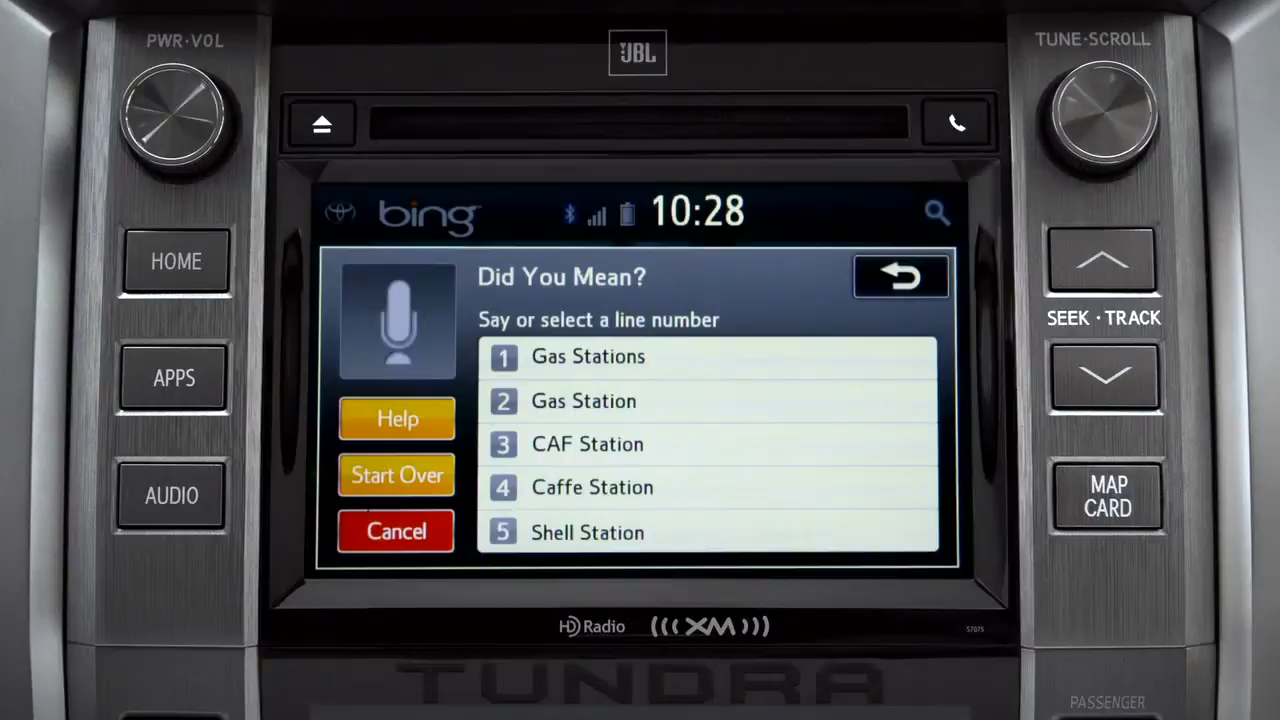 PWR·VOL
JBL
TUNE·SCROLL
bing
10:28
HOME
APPS
AUDIO
Did You Mean?
Say or select a line number
1 Gas Stations
2 Gas Station
3 CAF Station
4 Caffe Station
5 Shell Station
Help
Start Over
Cancel
SEEK · TRACK
MAP
CARD
HD Radio
XM
57075
TUNDRA
PASSENGER